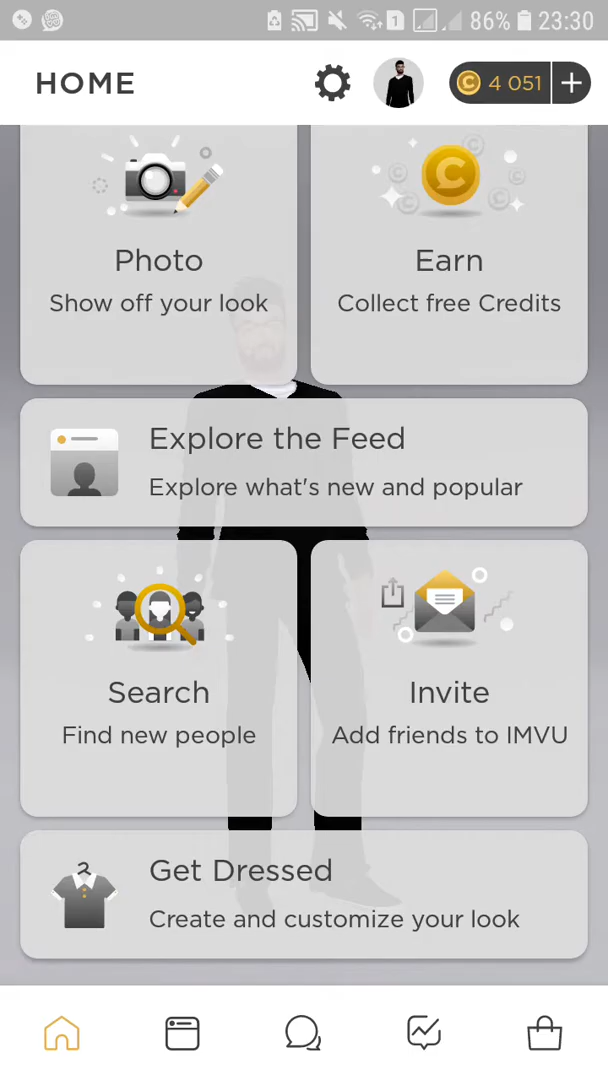 1 86% 23:30
HOME
4 051 +
Photo
Show off your look
Earn
Collect free Credits
Explore the Feed
Explore what's new and popular
Search
Find new people
Invite
Add friends to IMVU
Get Dressed
Create and customize your look